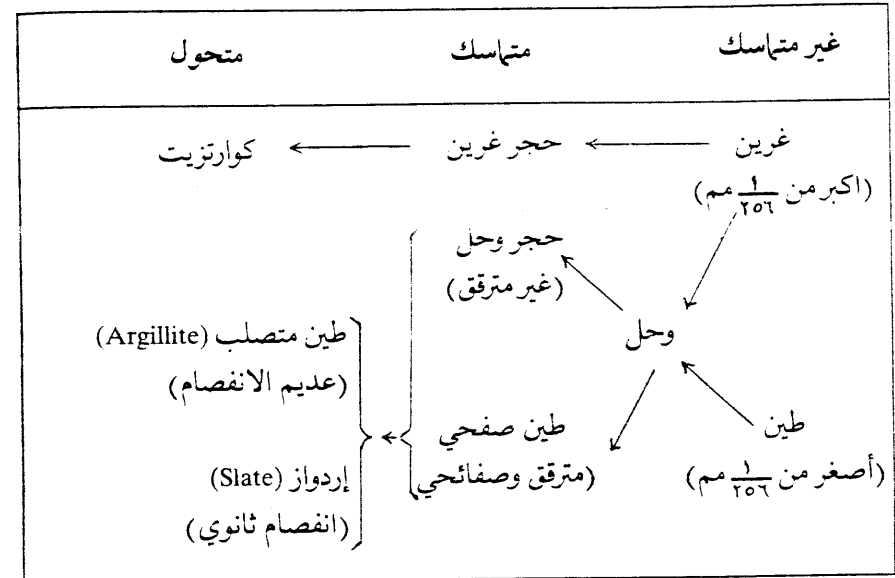 غير متماسك متماسك متحول
غرين حجر غرين كوارتزيت
(اكبر من ١/٢٥٦ مم)
حجر وحل
(غير مترقق)
وحل
طين متصلب (Argillite)
(عديم الانفصام)
طين طين صفحي
(أصغر من ١/٢٥٦ مم) (مترقق وصفائحي)
إردواز (Slate)
(انفصام ثانوي)